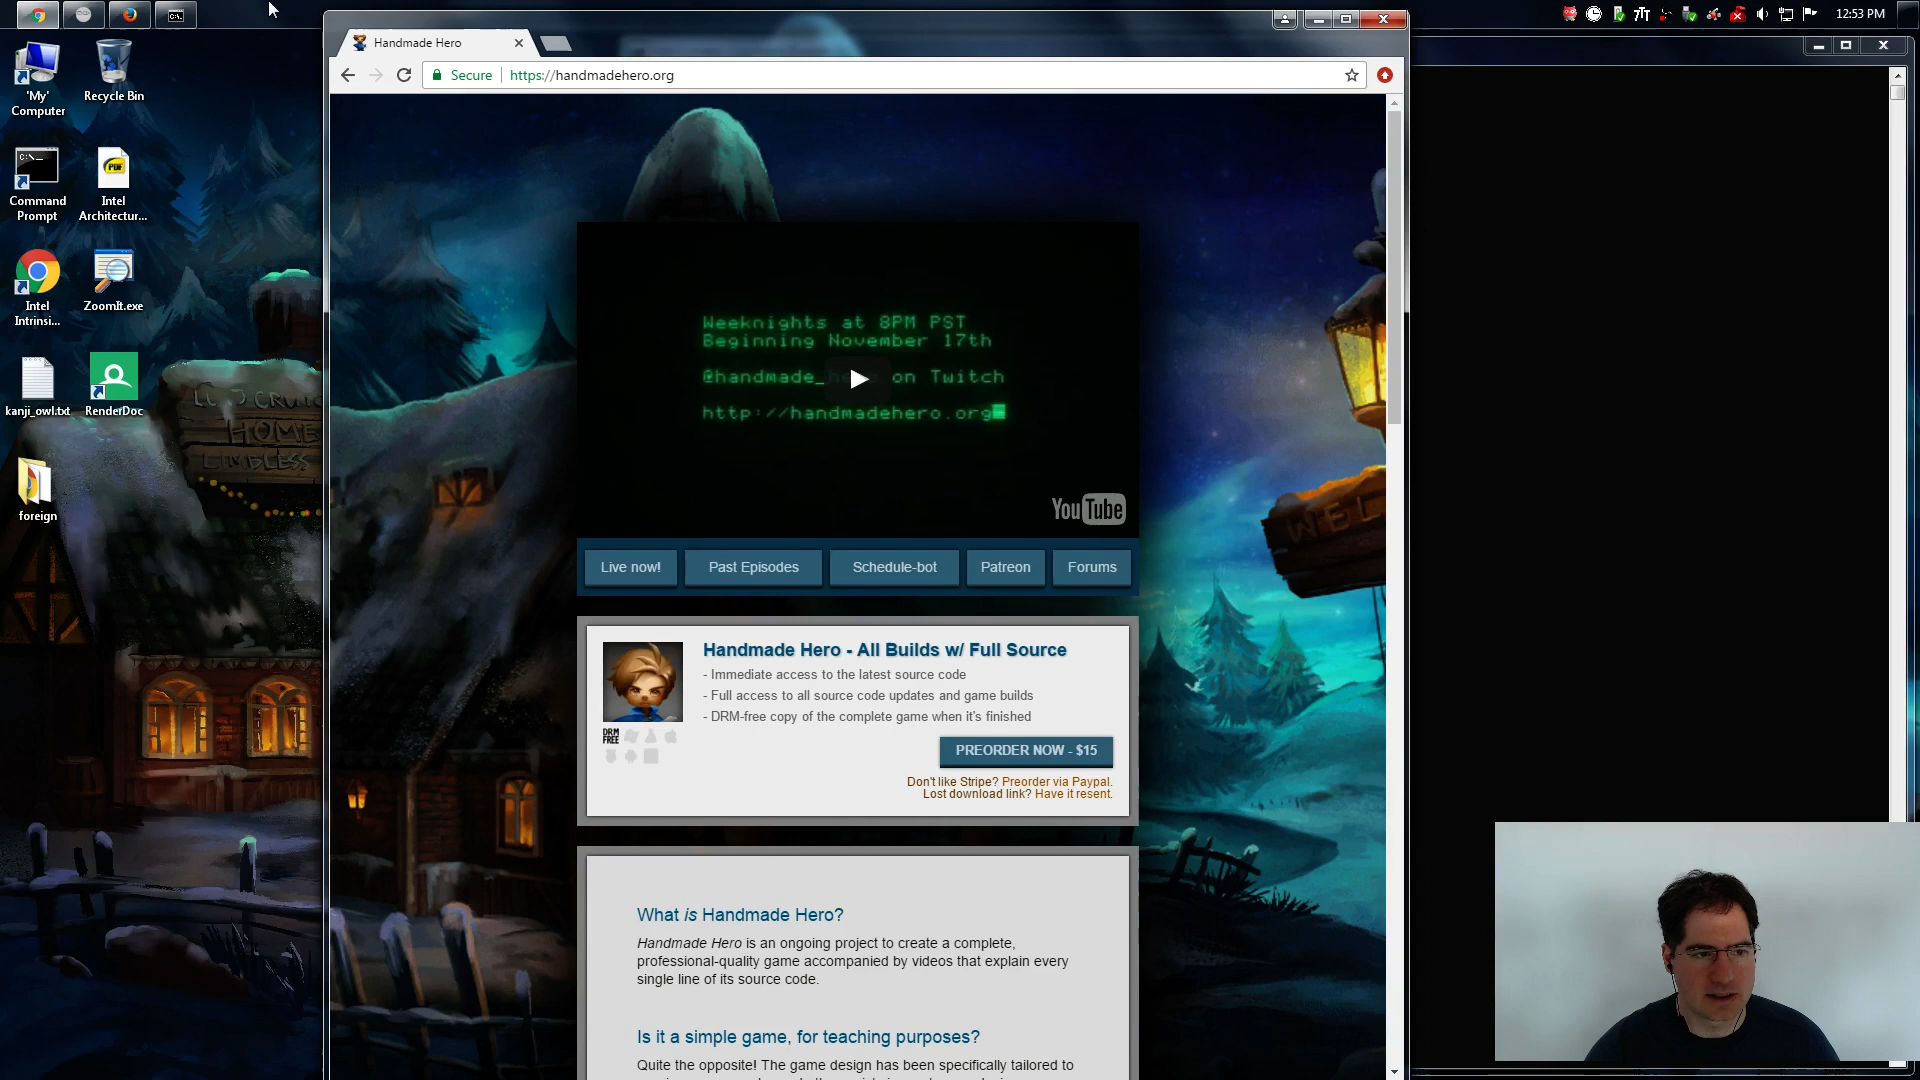 12:53 PM
Handmade Hero
Secure
https://handmadehero.org
'My'
Computer
Recycle Bin
C:\
Command
Prompt
PDF
Intel
Architectur...
Intel
Intrinsi...
ZoomIt.exe
kanji_owl.txt
RenderDoc
foreign
HOME
LIMBLESS
Weeknights at 8PM PST
Beginning November 17th
@handmade_ on Twitch
http://handmadehero.org
YouTube
WEL
Live now!
Past Episodes
Schedule-bot
Patreon
Forums
Handmade Hero - All Builds w/ Full Source
- Immediate access to the latest source code
- Full access to all source code updates and game builds
- DRM-free copy of the complete game when it's finished
DRM
FREE
PREORDER NOW - $15
Don't like Stripe? Preorder via Paypal.
Lost download link? Have it resent.
What is Handmade Hero?
Handmade Hero is an ongoing project to create a complete,
professional-quality game accompanied by videos that explain every
single line of its source code.
Is it a simple game, for teaching purposes?
Quite the opposite! The game design has been specifically tailored to